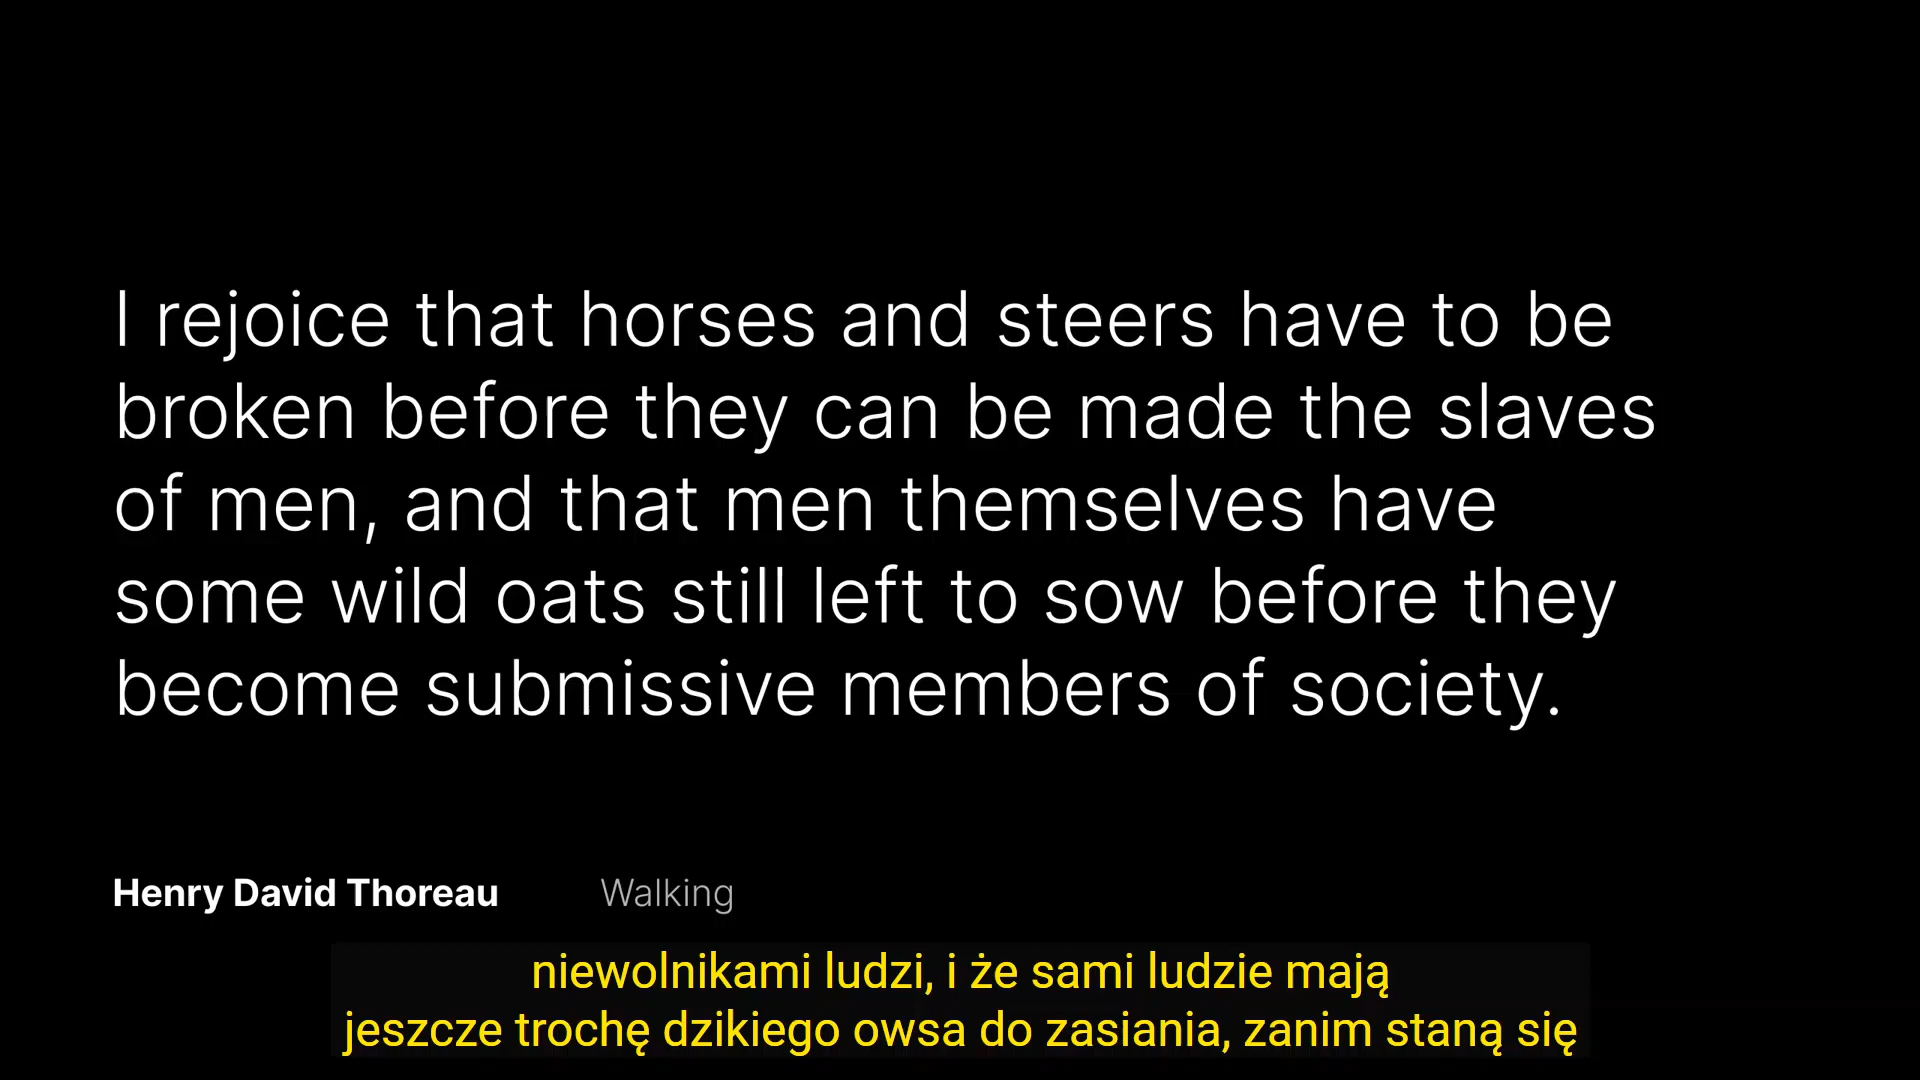 I rejoice that horses and steers have to be
broken before they can be made the slaves
of men, and that men themselves have
some wild oats still left to sow before they
become submissive members of society.
Henry David Thoreau Walking
niewolnikami ludzi, i że sami ludzie mają
jeszcze trochę dzikiego owsa do zasiania, zanim staną się